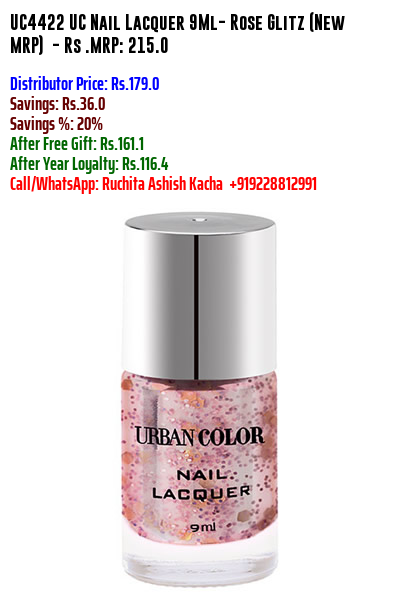 UC4422 UC Nail Lacquer 9Ml- Rose Glitz (New
MRP) - Rs .MRP: 215.0
Distributor Price: Rs.179.0
Savings: Rs.36.0
Savings %: 20%
After Free Gift: Rs.161.1
After Year Loyalty: Rs.116.4
Call/WhatsApp: Ruchita Ashish Kacha +919228812991
URBAN COLOR
NAIL
LACQUER
9ml